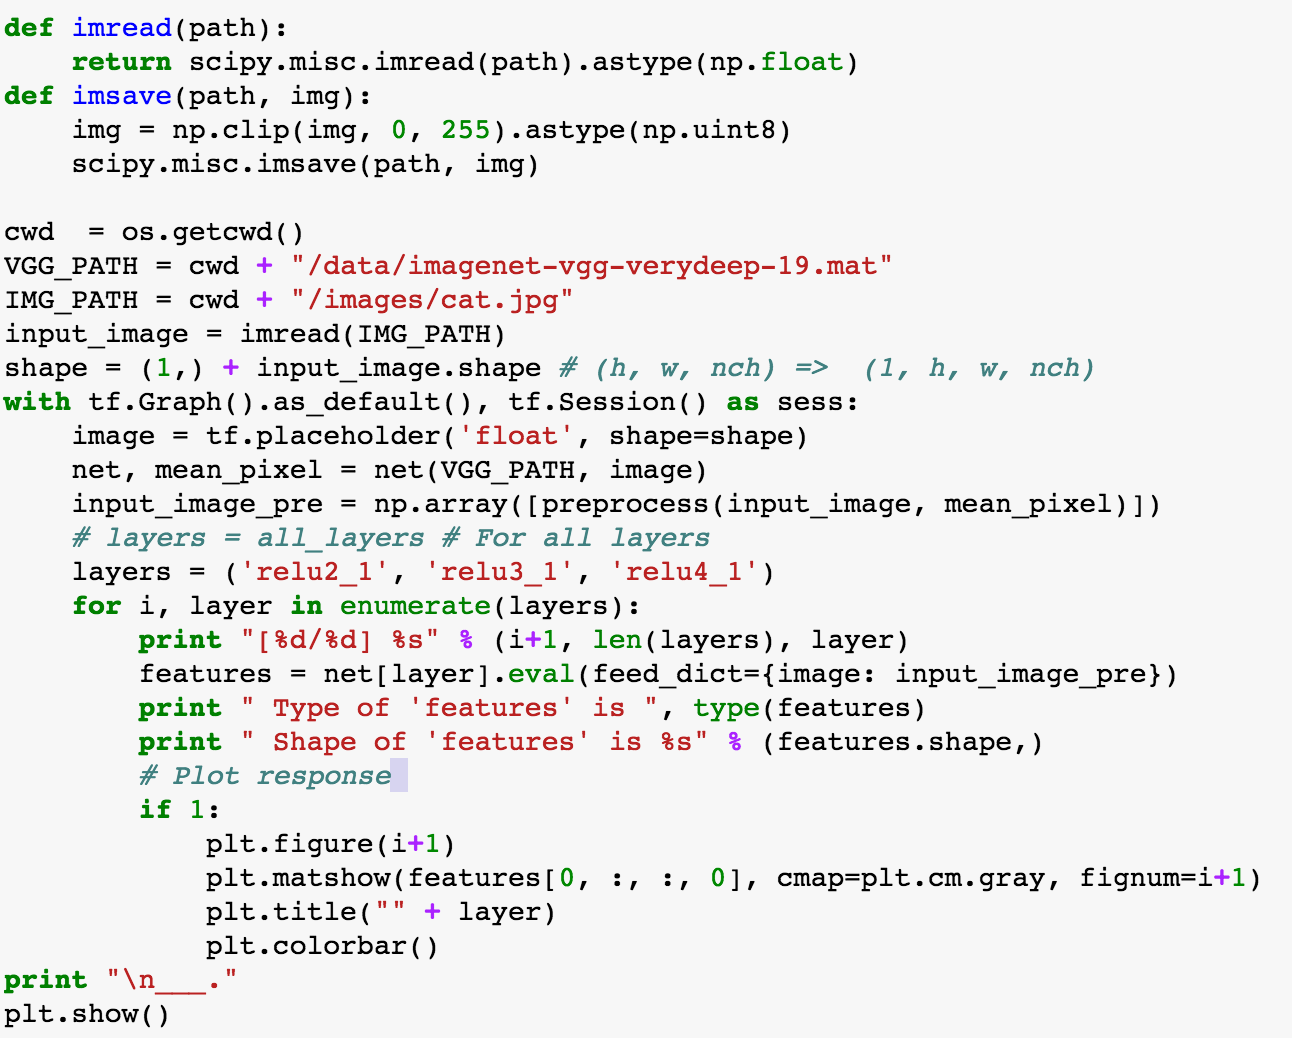 def imread(path):
    return scipy.misc.imread(path).astype(np.float)
def imsave(path, img):
    img = np.clip(img, 0, 255).astype(np.uint8)
    scipy.misc.imsave(path, img)

cwd  = os.getcwd()
VGG_PATH = cwd + "/data/imagenet-vgg-verydeep-19.mat"
IMG_PATH = cwd + "/images/cat.jpg"
input_image = imread(IMG_PATH)
shape = (1,) + input_image.shape # (h, w, nch) =>  (1, h, w, nch)
with tf.Graph().as_default(), tf.Session() as sess:
    image = tf.placeholder('float', shape=shape)
    net, mean_pixel = net(VGG_PATH, image)
    input_image_pre = np.array([preprocess(input_image, mean_pixel)])
    # layers = all_layers # For all layers
    layers = ('relu2_1', 'relu3_1', 'relu4_1')
    for i, layer in enumerate(layers):
        print "[%d/%d] %s" % (i+1, len(layers), layer)
        features = net[layer].eval(feed_dict={image: input_image_pre})
        print " Type of 'features' is ", type(features)
        print " Shape of 'features' is %s" % (features.shape,)
        # Plot response
        if 1:
            plt.figure(i+1)
            plt.matshow(features[0, :, :, 0], cmap=plt.cm.gray, fignum=i+1)
            plt.title("" + layer)
            plt.colorbar()
print "\n___."
plt.show()